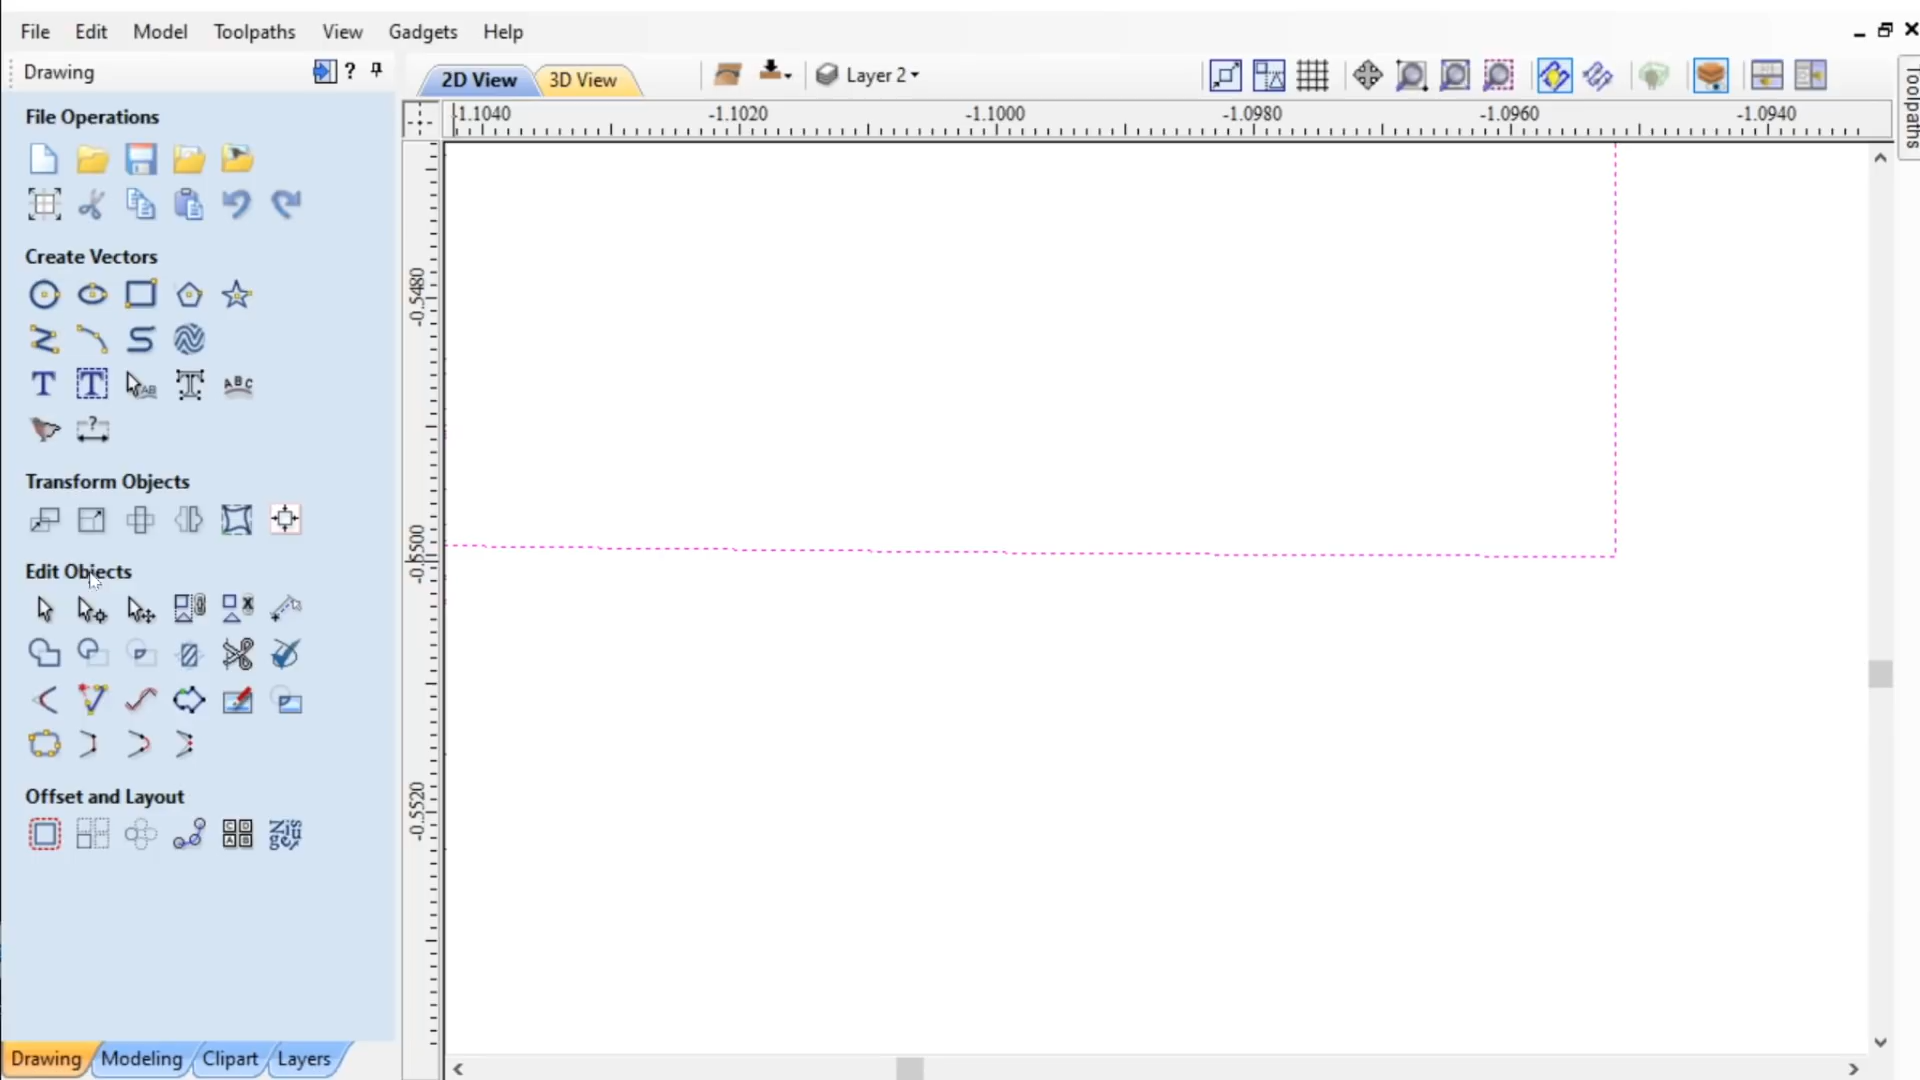 File Edit Model Toolpaths View Gadgets Help
Drawing ?
2D View 3D View Layer 2
Toolpaths
-1.1040 -1.1020 -1.1000 -1.0980 -1.0960 -1.0940
File Operations
Create Vectors
T T AB T ABC
?
-0.5480
Transform Objects
-0.5500
Edit Objects
-0.5520
Offset and Layout
Drawing Modeling Clipart Layers